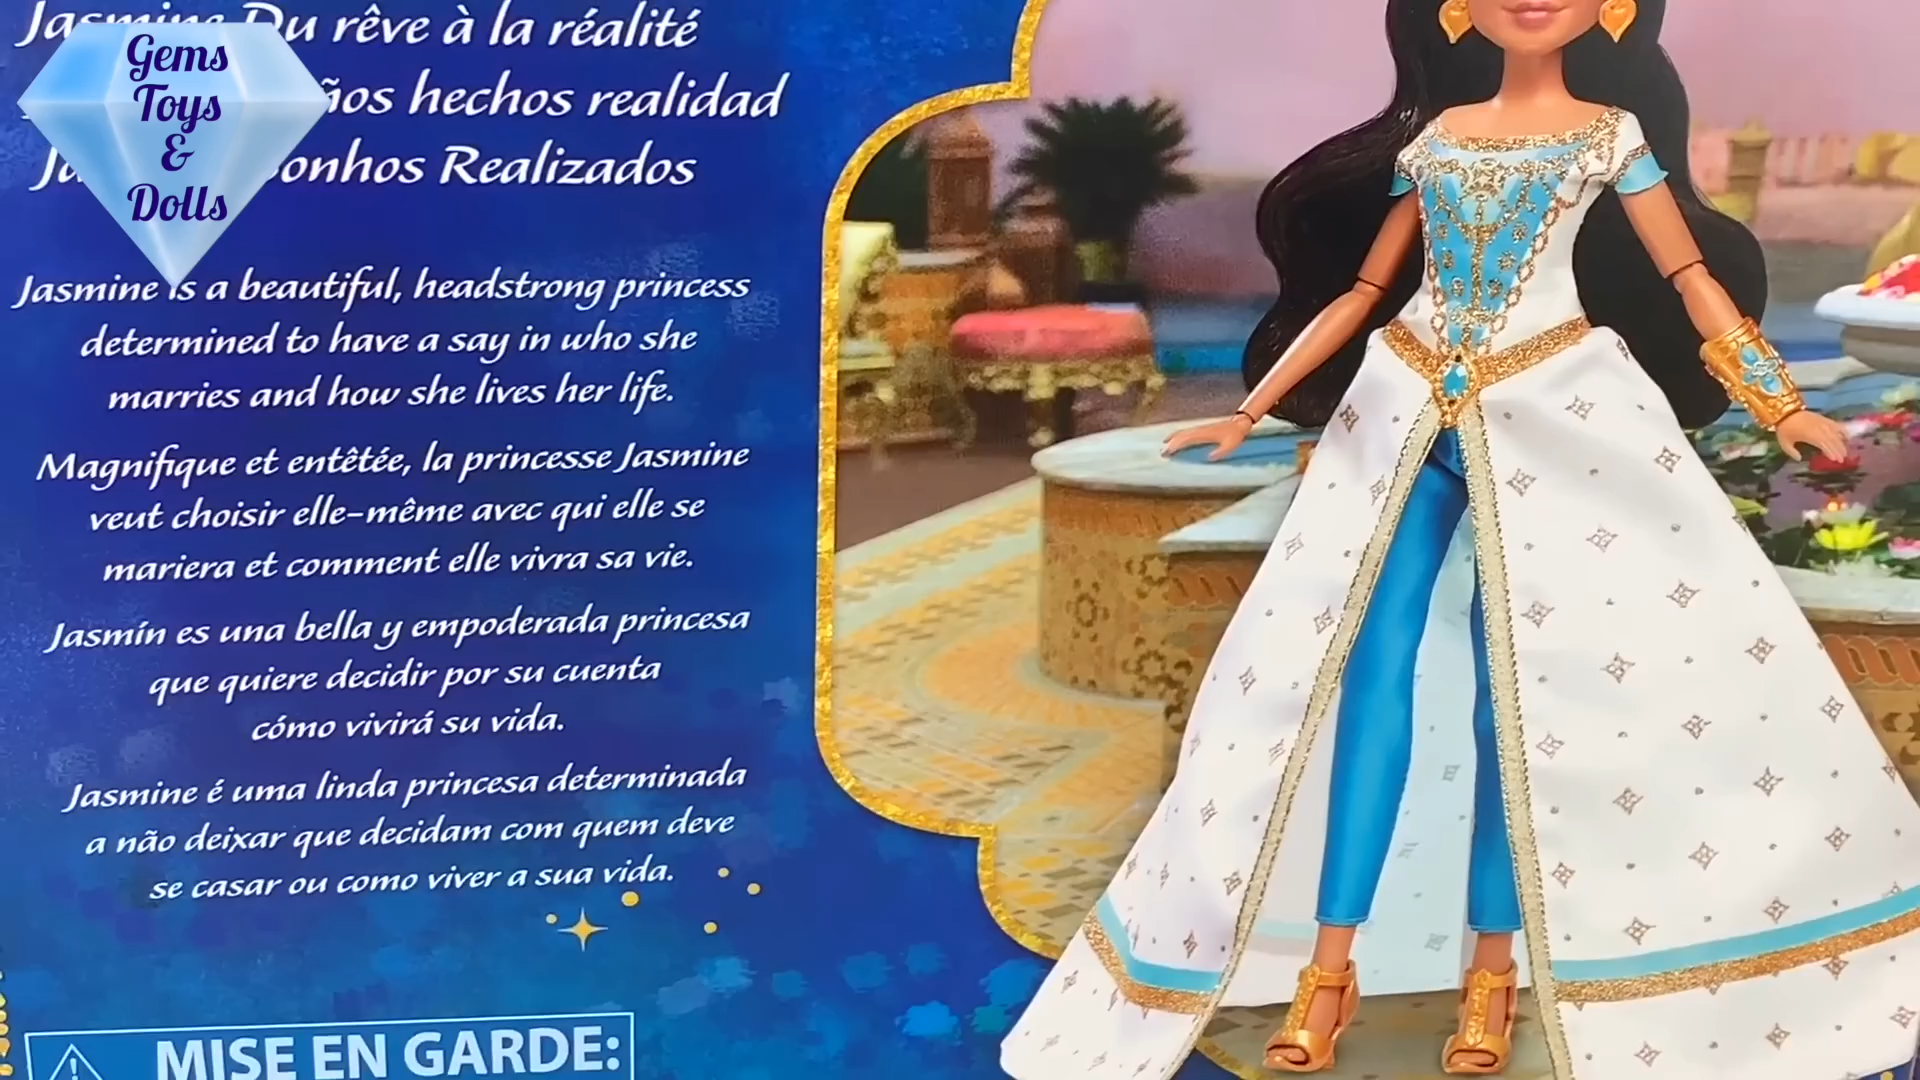 Jasmine Du rêve à la réalité
hechos realidad
Realizados
Gems
Toys
&
Dolls
Jasmine is a beautiful, headstrong princess
determined to have a say in who she
marries and how she lives her life.
Magnifique et entêtée, la princesse Jasmine
veut choisir elle-même avec qui elle se
mariera et comment elle vivra sa vie.
Jasmín es una bella y empoderada princesa
que quiere decidir por su cuenta
cómo vivirá su vida.
Jasmine é uma linda princesa determinada
a não deixar que decidam com quem deve
se casar ou como viver a sua vida.
MISE EN GARDE: